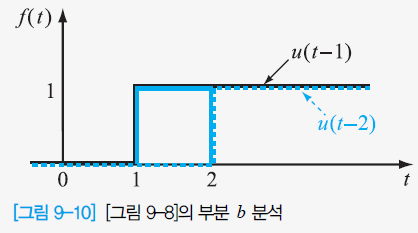 f(t)
u(t−1)
1
u(t−2)
0 1 2 t
[그림 9-10] [그림 9-8]의 부분 b 분석